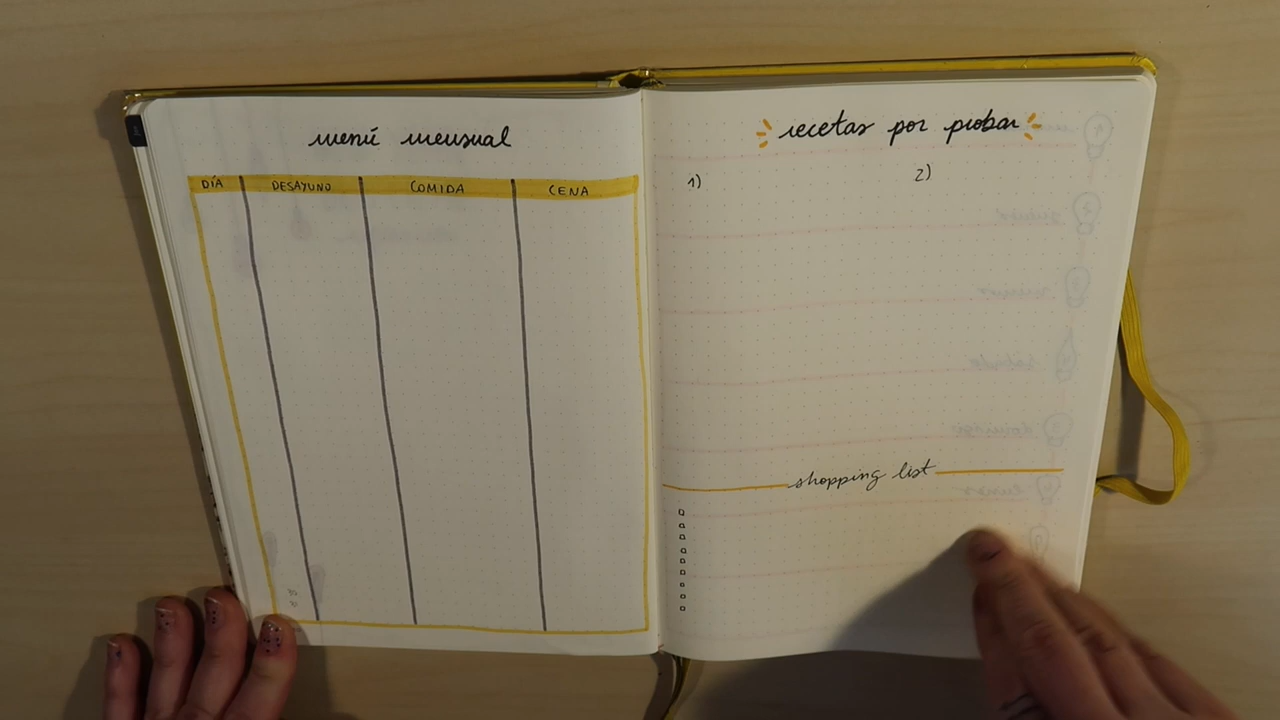 menú mensual
DÍA DESAYUNO COMIDA CENA
recetas por probar
1) 2)
shopping list